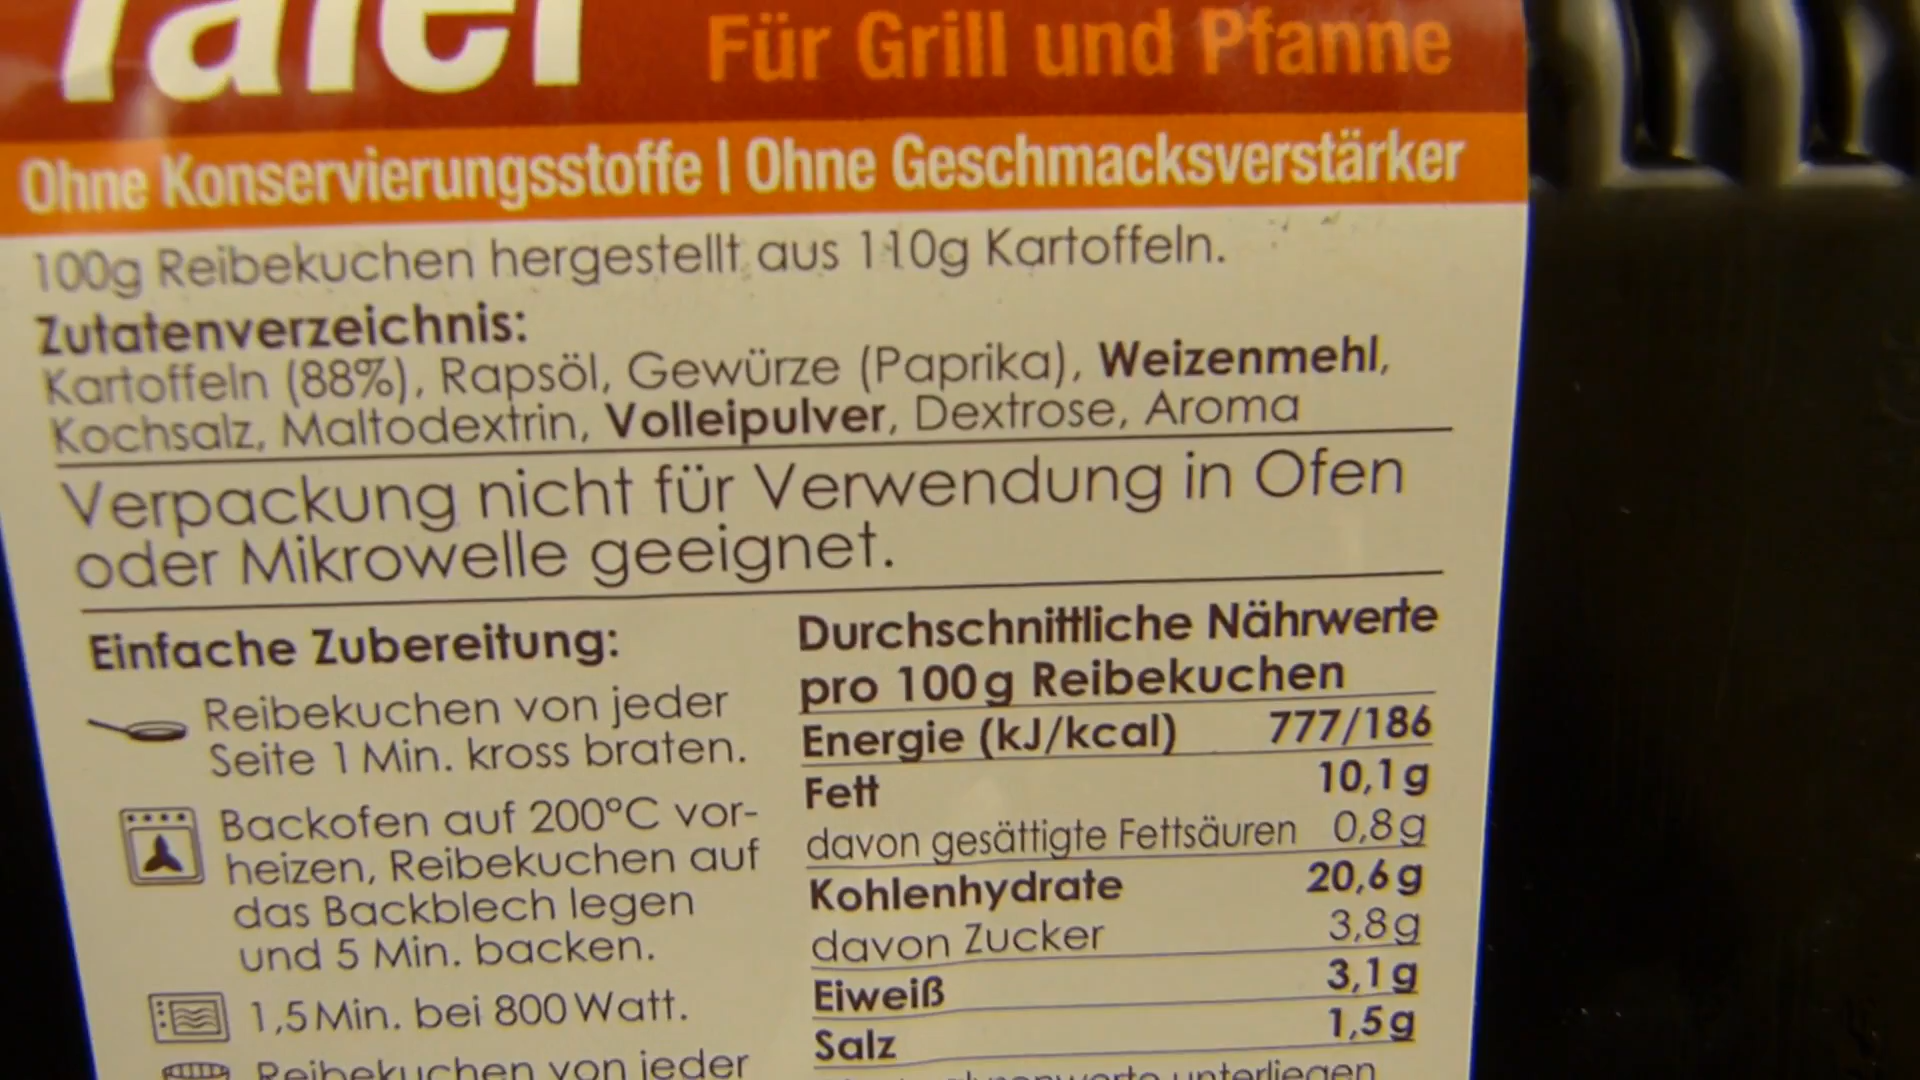 Für Grill und Pfanne
Ohne Konservierungsstoffe | Ohne Geschmacksverstärker
100g Reibekuchen hergestellt aus 110g Kartoffeln.
Zutatenverzeichnis:
Kartoffeln (88%), Rapsöl, Gewürze (Paprika), Weizenmehl,
Kochsalz, Maltodextrin, Volleipulver, Dextrose, Aroma
Verpackung nicht für Verwendung in Ofen
oder Mikrowelle geeignet.
Einfache Zubereitung:
Reibekuchen von jeder
Seite 1 Min. kross braten.
Backofen auf 200°C vor-
heizen, Reibekuchen auf
das Backblech legen
und 5 Min. backen.
1,5 Min. bei 800 Watt.
Reibekuchen von jeder
Durchschnittliche Nährwerte
pro 100g Reibekuchen
Energie (kJ/kcal) 777/186
Fett 10,1g
davon gesättigte Fettsäuren 0,8g
Kohlenhydrate 20,6g
davon Zucker 3,8g
Eiweiß 3,1g
Salz 1,5g
unterliegen